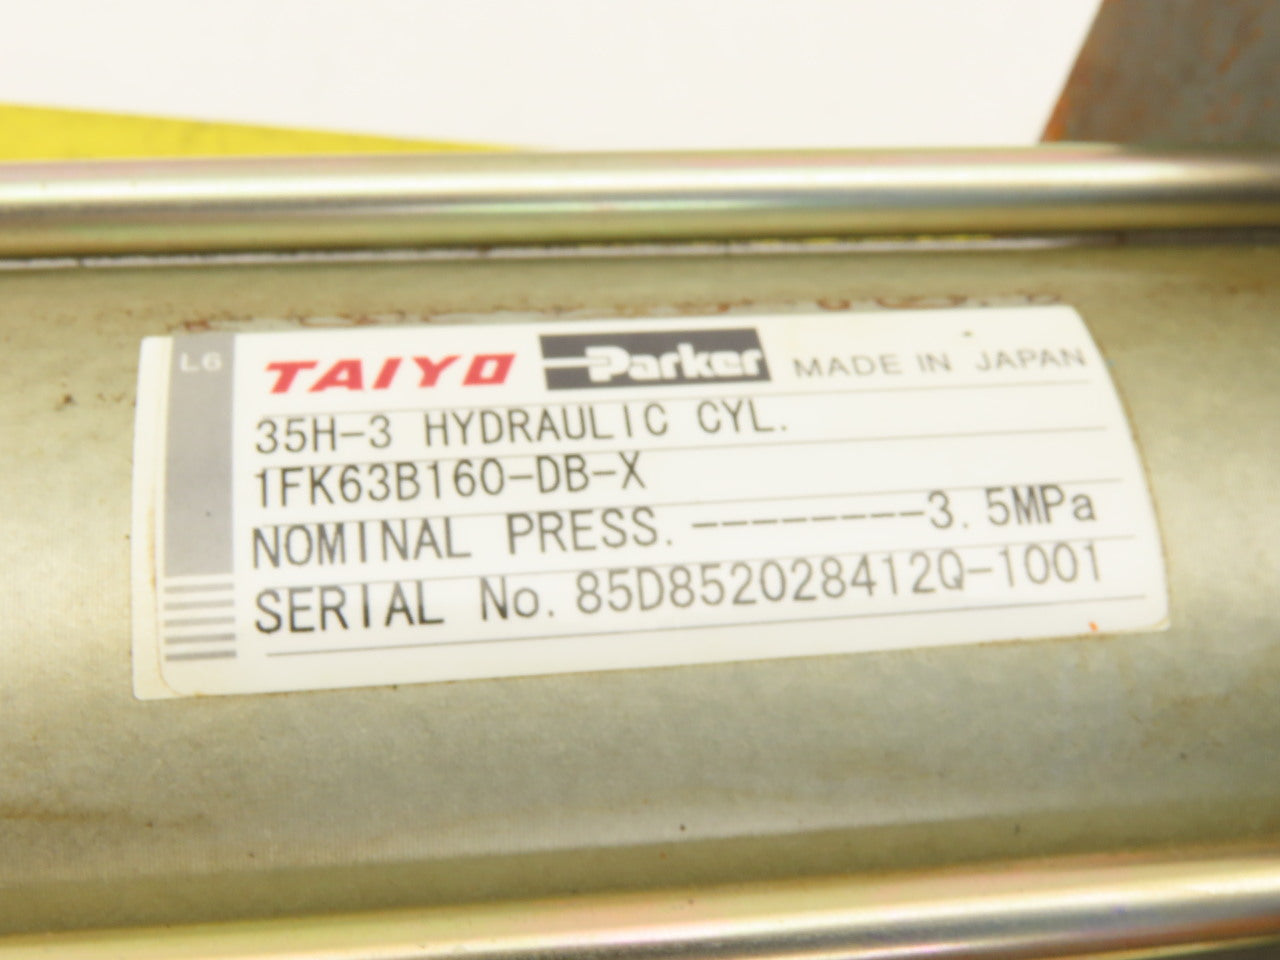 L6 TAIYO Parker MADE IN JAPAN
35H-3 HYDRAULIC CYL.
1FK63B160-DB-X
NOMINAL PRESS. ---------3.5MPa
SERIAL No. 85D852028412Q-1001